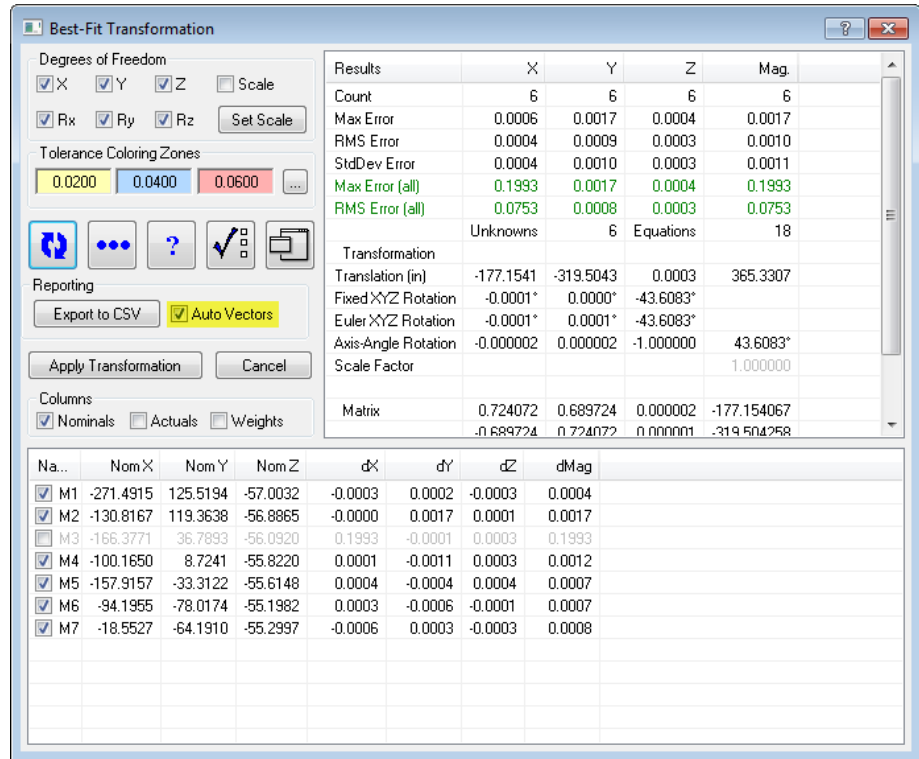 Best-Fit Transformation
Degrees of Freedom
X Y Z Scale
Rx Ry Rz Set Scale
Tolerance Coloring Zones
0.0200 0.0400 0.0600 ...
?
Reporting
Export to CSV Auto Vectors
Apply Transformation Cancel
Columns
Nominals Actuals Weights
Results X Y Z Mag.
Count 6 6 6 6
Max Error 0.0006 0.0017 0.0004 0.0017
RMS Error 0.0004 0.0009 0.0003 0.0010
StdDev Error 0.0004 0.0010 0.0003 0.0011
Max Error (all) 0.1993 0.0017 0.0004 0.1993
RMS Error (all) 0.0753 0.0008 0.0003 0.0753
Unknowns 6 Equations 18
Transformation
Translation (in) -177.1541 -319.5043 0.0003 365.3307
Fixed XYZ Rotation -0.0001° 0.0000° -43.6083°
Euler XYZ Rotation -0.0001° 0.0001° -43.6083°
Axis-Angle Rotation -0.000002 0.000002 -1.000000 43.6083°
Scale Factor 1.000000
Matrix 0.724072 0.689724 0.000002 -177.154067
-0.689724 0.724072 0.000001 -319.504258
Na... Nom X Nom Y Nom Z dX dY dZ dMag
M1 -271.4915 125.5194 -57.0032 -0.0003 0.0002 -0.0003 0.0004
M2 -130.8167 119.3638 -56.8865 -0.0000 0.0017 0.0001 0.0017
M3 -166.3771 36.7893 -56.0920 0.1993 -0.0001 0.0003 0.1993
M4 -100.1650 8.7241 -55.8220 0.0001 -0.0011 0.0003 0.0012
M5 -157.9157 -33.3122 -55.6148 0.0004 -0.0004 0.0004 0.0007
M6 -94.1955 -78.0174 -55.1982 0.0003 -0.0006 -0.0001 0.0007
M7 -18.5527 -64.1910 -55.2997 -0.0006 0.0003 -0.0003 0.0008